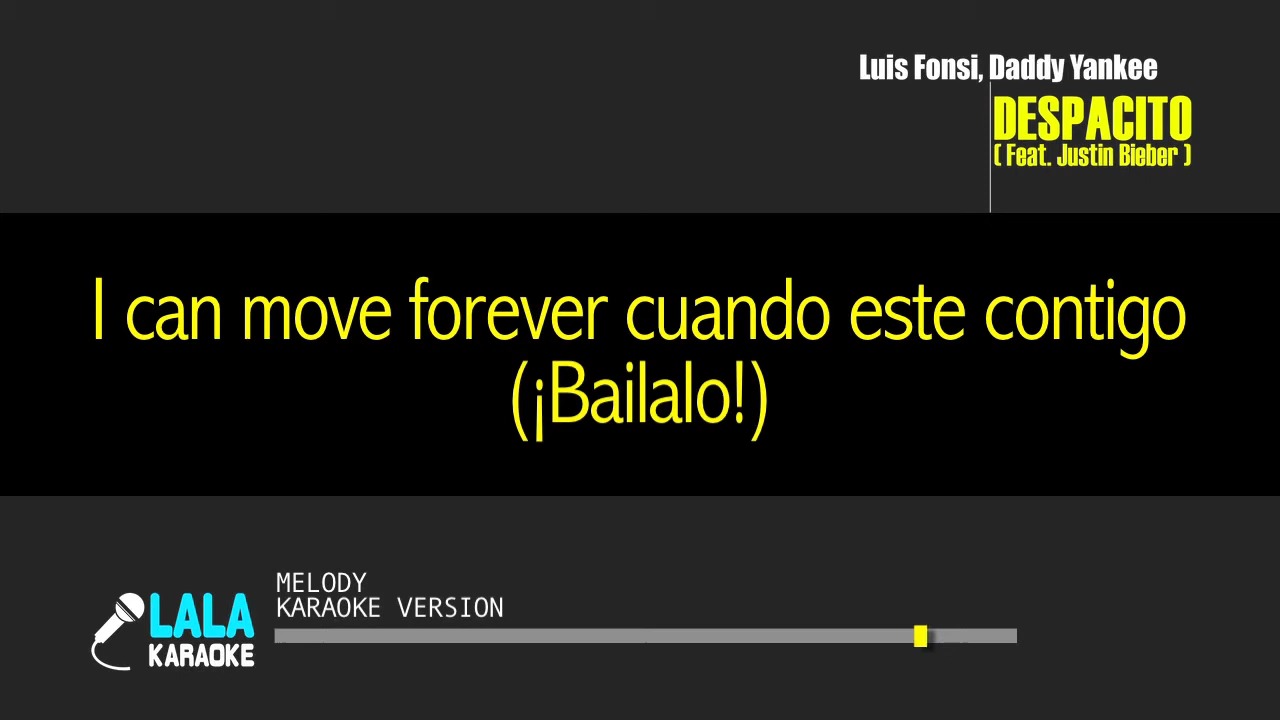 Luis Fonsi, Daddy Yankee
DESPACITO
( Feat. Justin Bieber )
I can move forever cuando este contigo
(¡Bailalo!)
MELODY
KARAOKE VERSION
LALA
KARAOKE